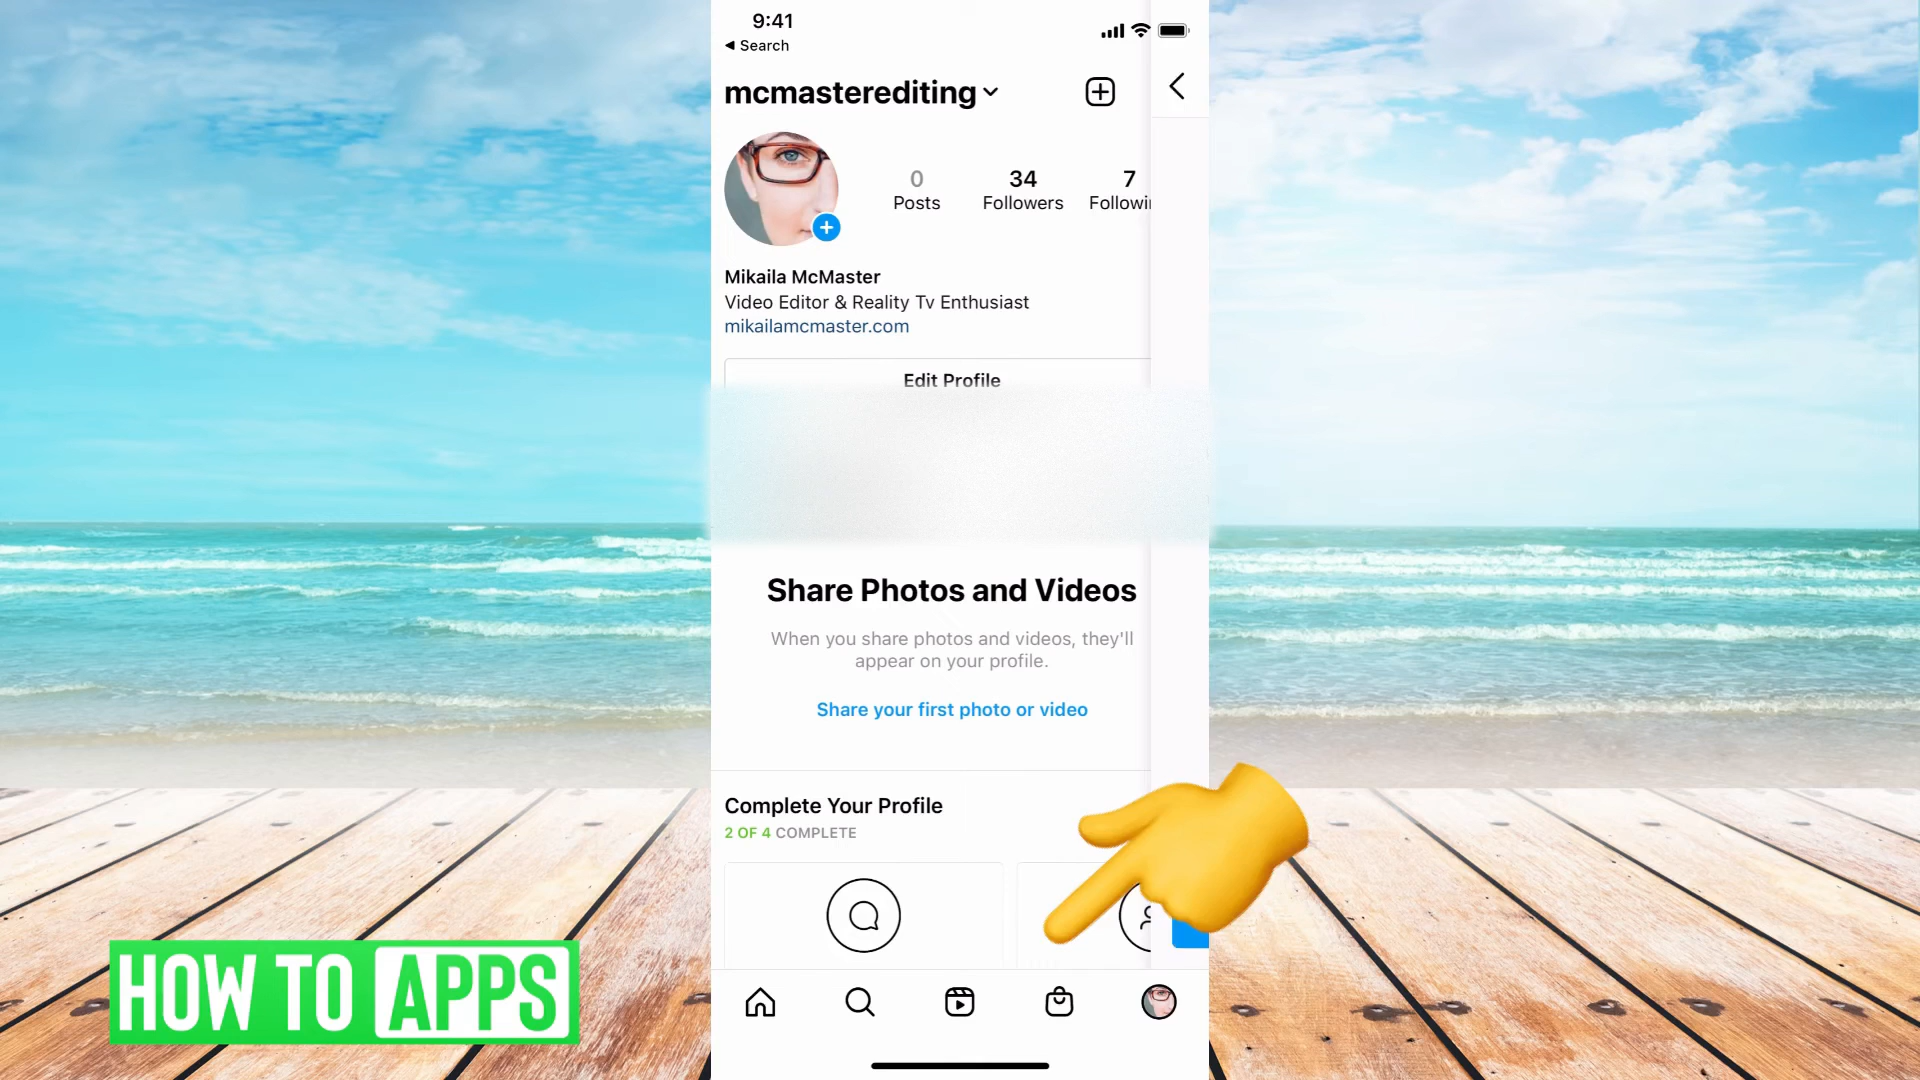 9:41
◀ Search
mcmasterediting
0
Posts
34
Followers
7
Followi
Mikaila McMaster
Video Editor & Reality Tv Enthusiast
mikailamcmaster.com
Edit Profile
Share Photos and Videos
When you share photos and videos, they'll
appear on your profile.
Share your first photo or video
Complete Your Profile
2 OF 4 COMPLETE
HOW TO APPS